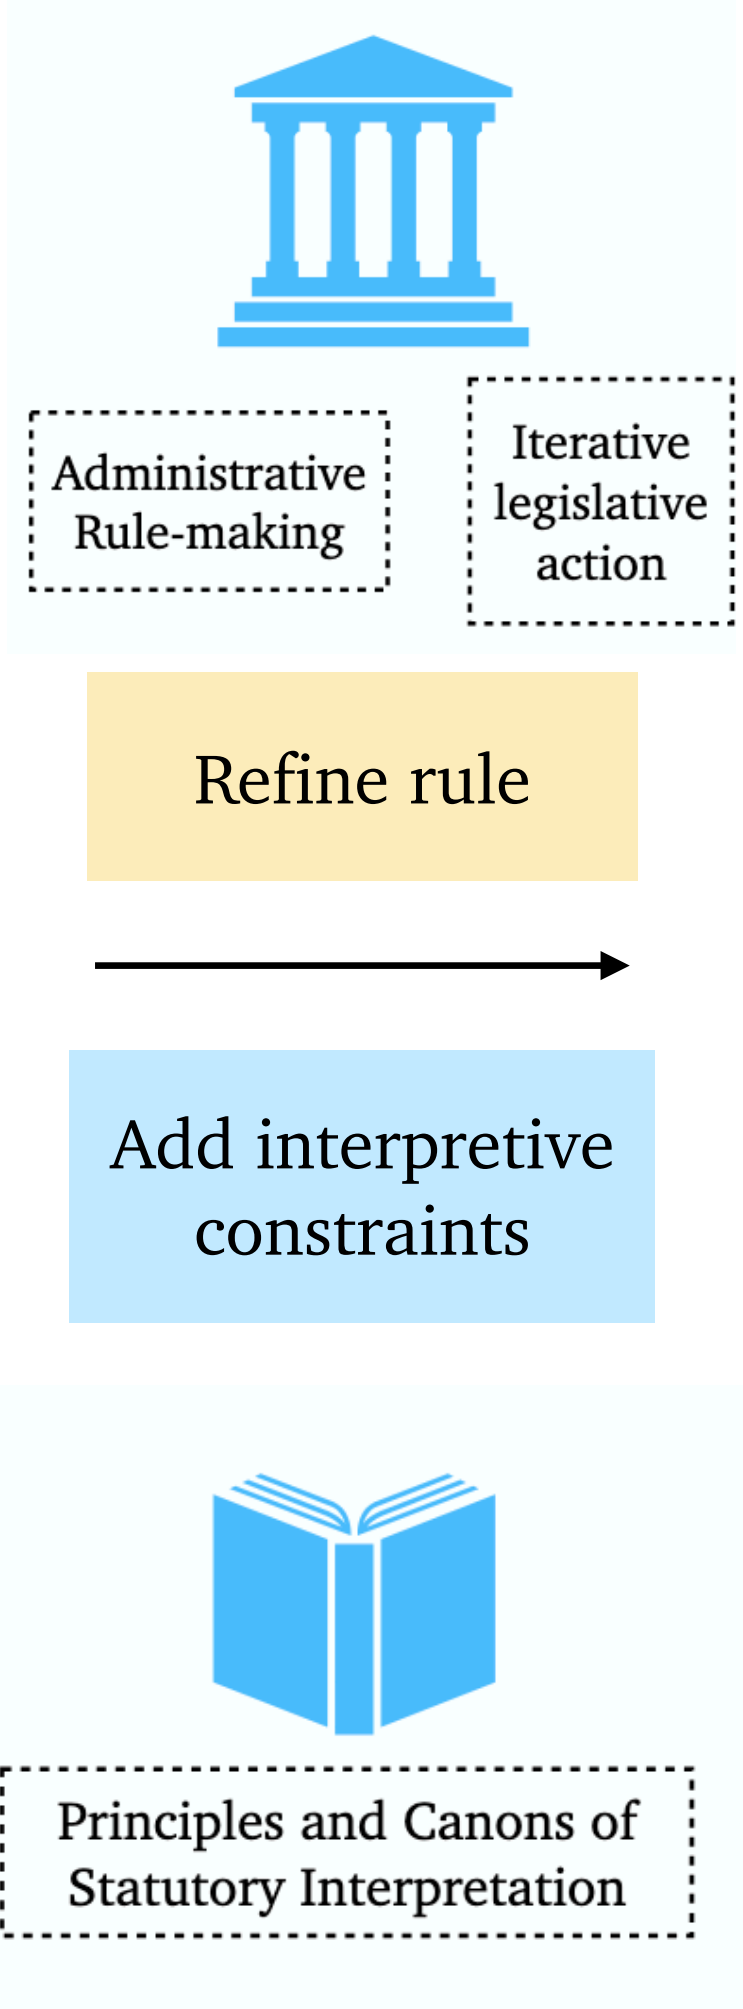 Administrative
Rule-making
Iterative
legislative
action
Refine rule
Add interpretive
constraints
Principles and Canons of
Statutory Interpretation